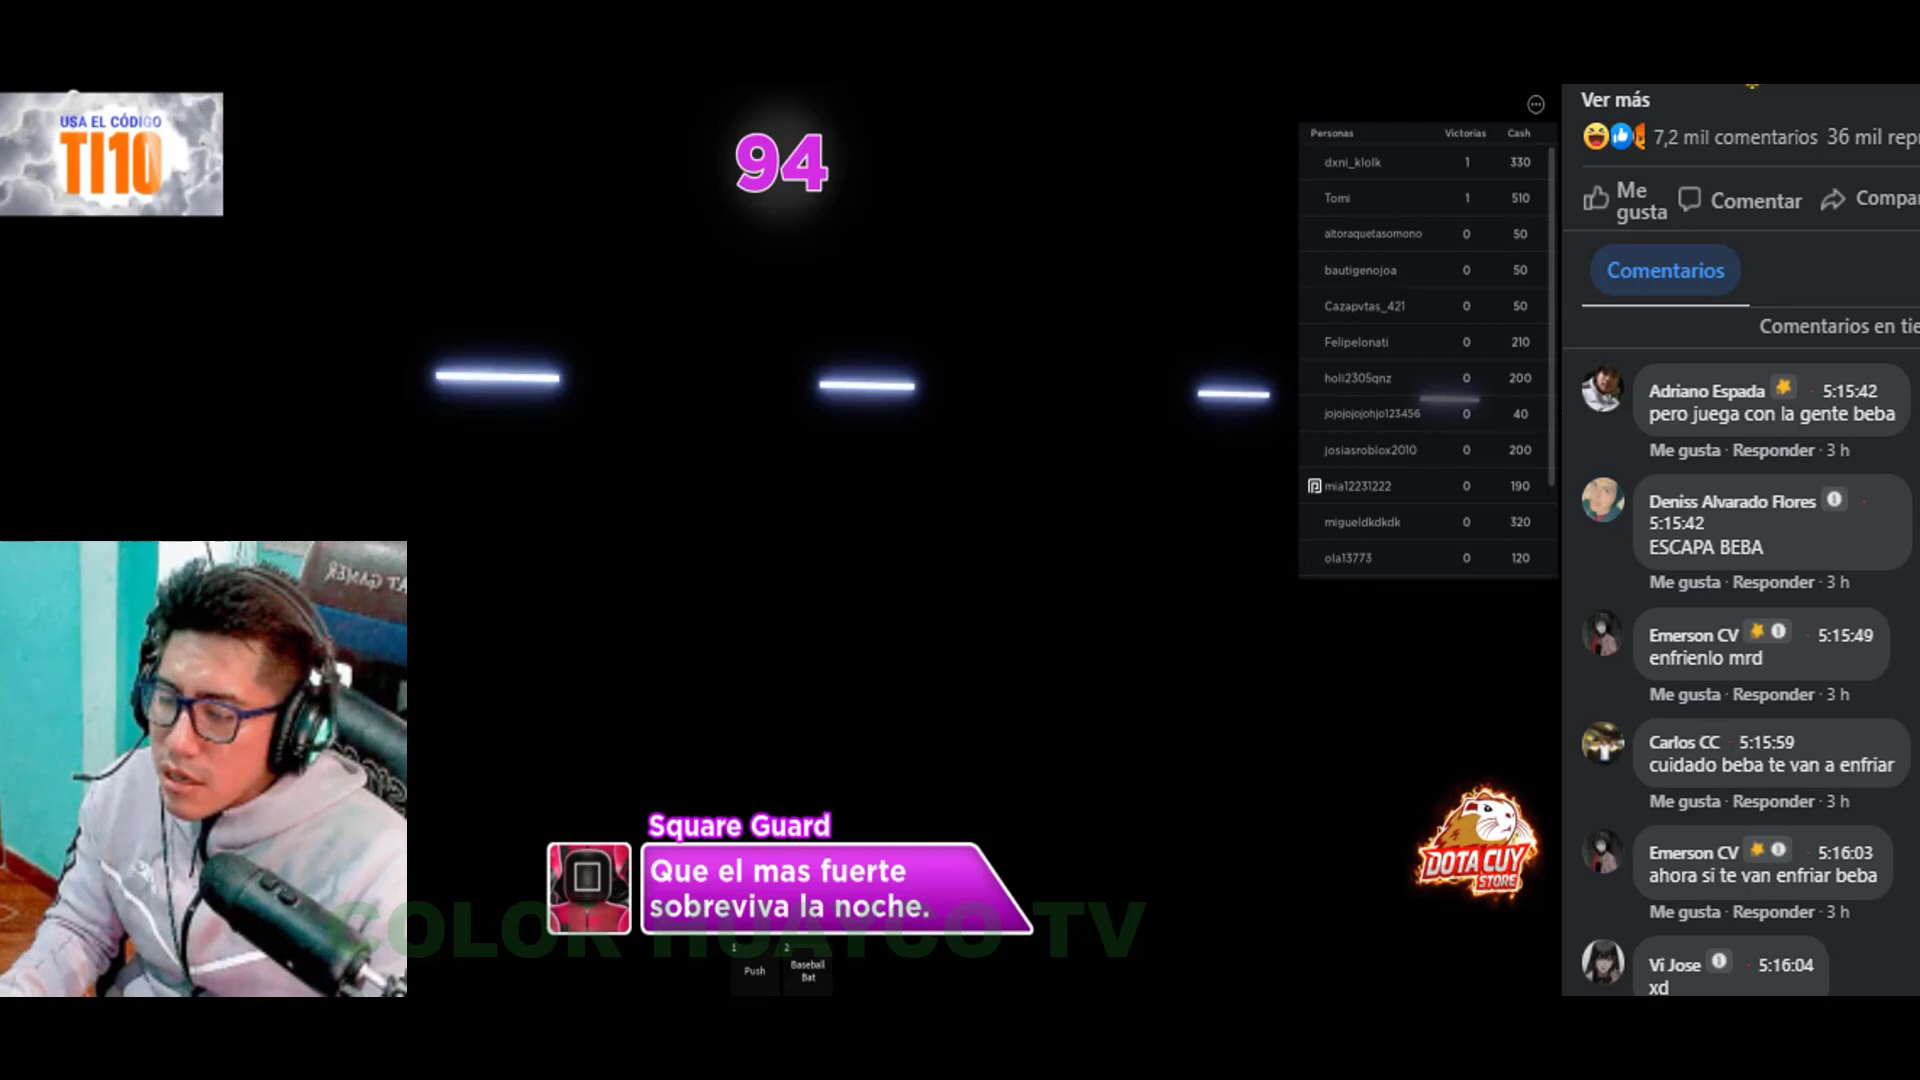 USA EL CÓDIGO
TI10
94
Personas Victorias Cash
dxni_klolk 1 330
Tomi 1 510
altoraquetasomono 0 50
bautigenojoa 0 50
Cazapvtas_421 0 50
Felipelonati 0 210
holi2305qnz 0 200
jojojojojohjo123456 0 40
josiasroblox2010 0 200
mia12231222 0 190
migueldkdkdk 0 320
ola13773 0 120
Square Guard
Que el mas fuerte
sobreviva la noche.
COLOR HUAYCO TV
1 2
Push Baseball
Bat
DOTA CUY
STORE
Ver más
7,2 mil comentarios 36 mil repr
Me
gusta
Comentar
Compar
Comentarios
Comentarios en tie
Adriano Espada 5:15:42
pero juega con la gente beba
Me gusta · Responder · 3 h
Deniss Alvarado Flores
5:15:42
ESCAPA BEBA
Me gusta · Responder · 3 h
Emerson CV 5:15:49
enfrienlo mrd
Me gusta · Responder · 3 h
Carlos CC 5:15:59
cuidado beba te van a enfriar
Me gusta · Responder · 3 h
Emerson CV 5:16:03
ahora si te van enfriar beba
Me gusta · Responder · 3 h
Vi Jose 5:16:04
xd